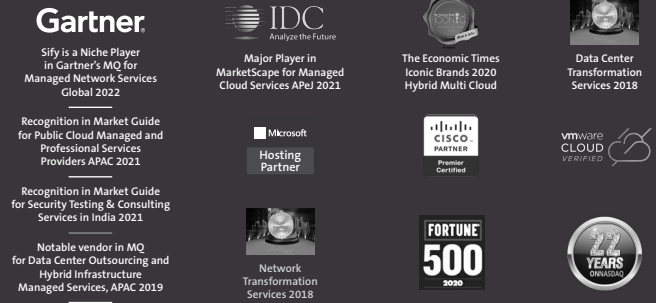 Gartner®
Sify is a Niche Player
in Gartner's MQ for
Managed Network Services
Global 2022
Recognition in Market Guide
for Public Cloud Managed and
Professional Services
Providers APAC 2021
Recognition in Market Guide
for Security Testing & Consulting
Services in India 2021
Notable vendor in MQ
for Data Center Outsourcing and
Hybrid Infrastructure
Managed Services, APAC 2019
IDC
Analyze the Future
Major Player in
MarketScape for Managed
Cloud Services APeJ 2021
Microsoft
Hosting
Partner
Network
Transformation
Services 2018
The Economic Times
Iconic Brands 2020
Hybrid Multi Cloud
CISCO
PARTNER
Premier
Certified
FORTUNE
500
2020
Data Center
Transformation
Services 2018
vmware
CLOUD
VERIFIED
22
YEARS
ON NASDAQ